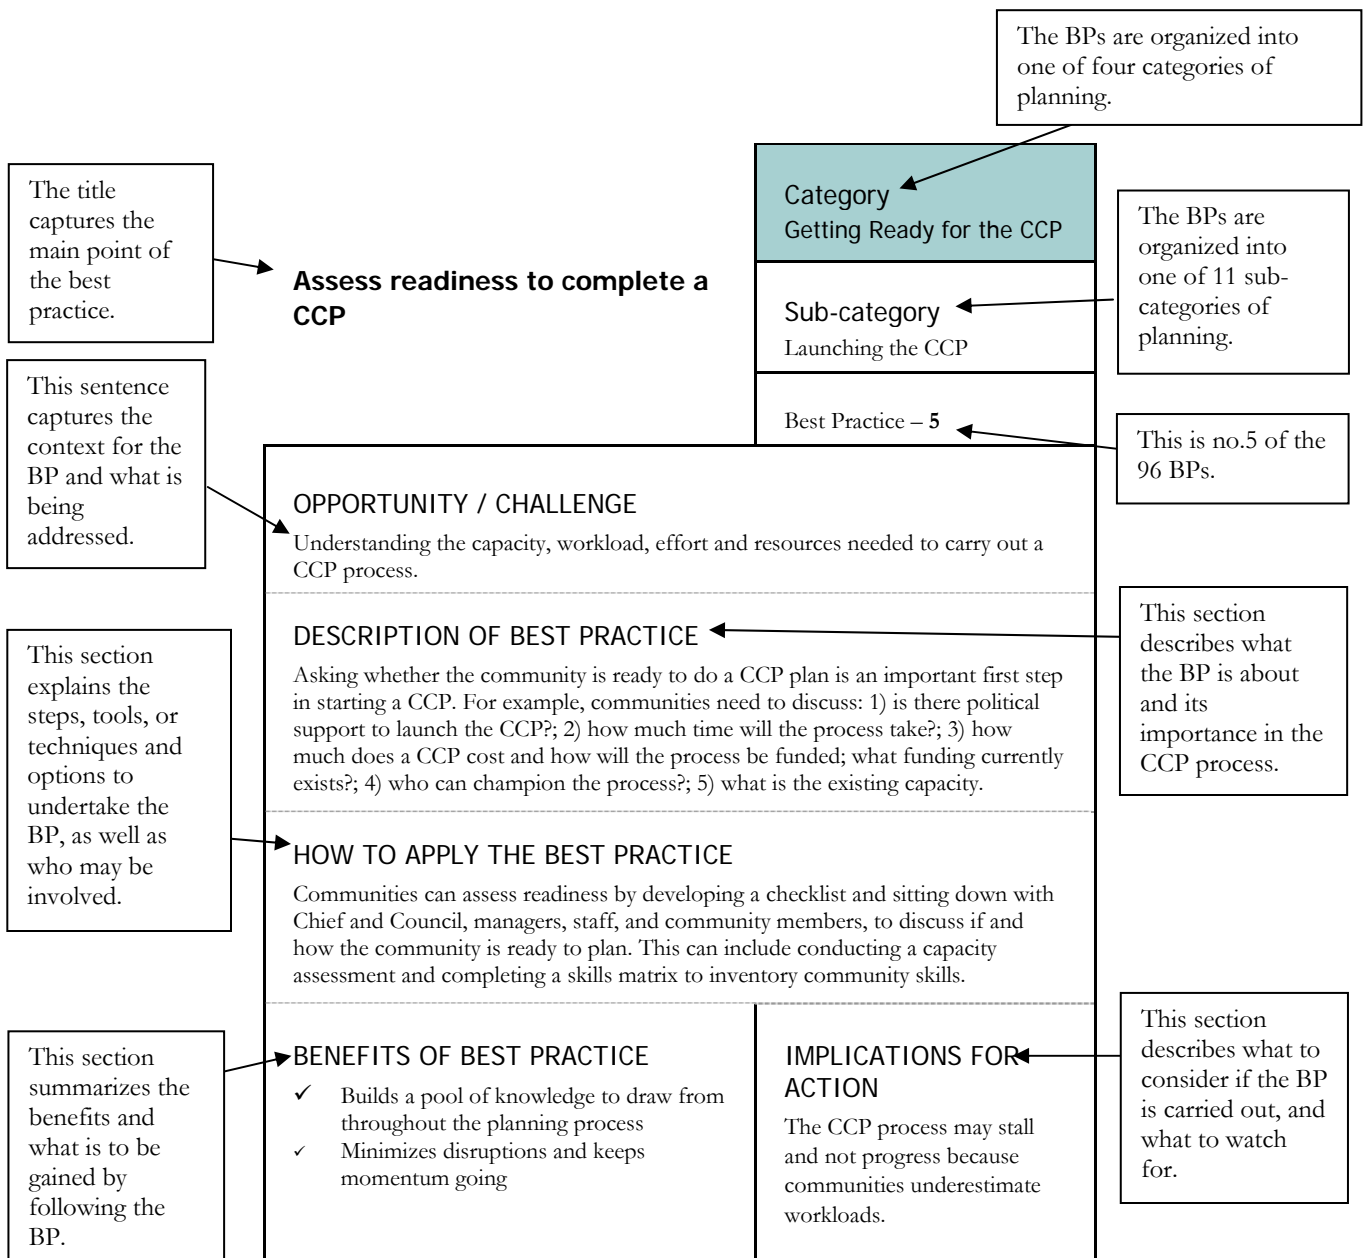 The BPs are organized into
one of four categories of
planning.
The title
captures the
main point of
the best
practice.
Assess readiness to complete a
CCP
Category
Getting Ready for the CCP
Sub-category
Launching the CCP
Best Practice – 5
The BPs are
organized into
one of 11 sub-
categories of
planning.
This is no.5 of the
96 BPs.
This sentence
captures the
context for the
BP and what is
being
addressed.
OPPORTUNITY / CHALLENGE
Understanding the capacity, workload, effort and resources needed to carry out a
CCP process.
DESCRIPTION OF BEST PRACTICE
Asking whether the community is ready to do a CCP plan is an important first step
in starting a CCP. For example, communities need to discuss: 1) is there political
support to launch the CCP?; 2) how much time will the process take?; 3) how
much does a CCP cost and how will the process be funded; what funding currently
exists?; 4) who can champion the process?; 5) what is the existing capacity.
This section
describes what
the BP is about
and its
importance in the
CCP process.
This section
explains the
steps, tools, or
techniques and
options to
undertake the
BP, as well as
who may be
involved.
HOW TO APPLY THE BEST PRACTICE
Communities can assess readiness by developing a checklist and sitting down with
Chief and Council, managers, staff, and community members, to discuss if and
how the community is ready to plan. This can include conducting a capacity
assessment and completing a skills matrix to inventory community skills.
This section
summarizes the
benefits and
what is to be
gained by
following the
BP.
BENEFITS OF BEST PRACTICE
✓ Builds a pool of knowledge to draw from
throughout the planning process
✓ Minimizes disruptions and keeps
momentum going
IMPLICATIONS FOR
ACTION
The CCP process may stall
and not progress because
communities underestimate
workloads.
This section
describes what to
consider if the BP
is carried out, and
what to watch
for.